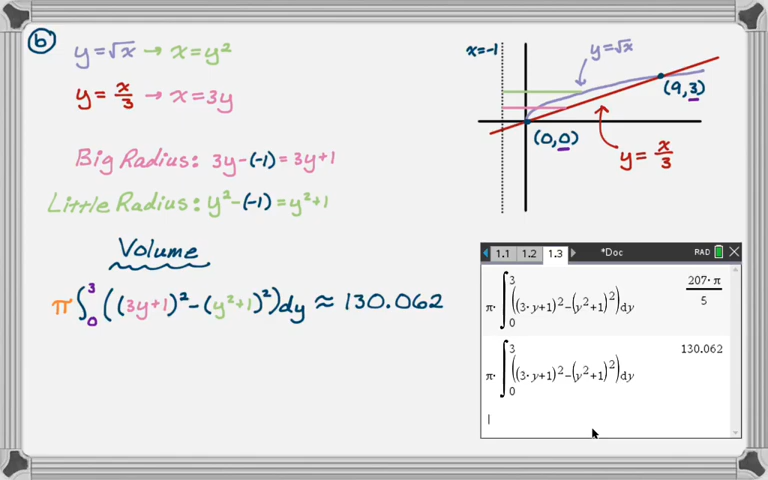 b
y=√x → x=y²
y=x/3 → x=3y
Big Radius: 3y-(-1)=3y+1
Little Radius: y²-(-1)=y²+1
Volume
π∫₀³((3y+1)²-(y²+1)²)dy ≈ 130.062
x=-1
y=√x
(9,3)
(0,0)
y=x/3
1.1 1.2 1.3 *Doc RAD
π·∫₀³((3·y+1)²-(y²+1)²)dy 207·π/5
π·∫₀³((3·y+1)²-(y²+1)²)dy 130.062